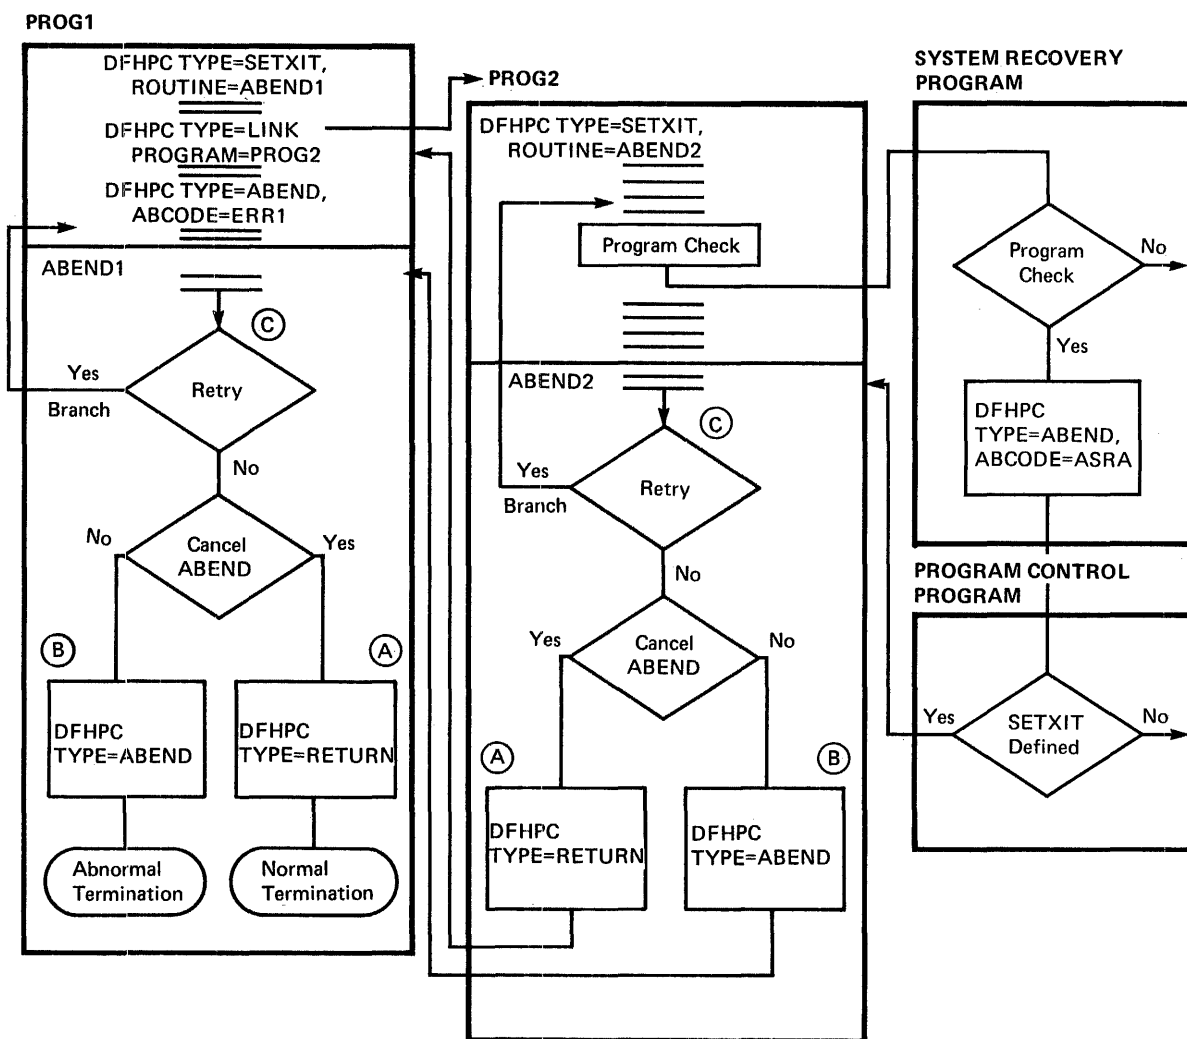 PROG1
DFHPC TYPE=SETXIT,
ROUTINE=ABEND1
DFHPC TYPE=LINK
PROGRAM=PROG2
DFHPC TYPE=ABEND,
ABCODE=ERR1
ABEND1
C
Yes
Retry
Branch
No
No
Cancel
ABEND
Yes
B
A
DFHPC
TYPE=ABEND
DFHPC
TYPE=RETURN
Abnormal
Termination
Normal
Termination
PROG2
DFHPC TYPE=SETXIT,
ROUTINE=ABEND2
Program Check
ABEND2
C
Yes
Retry
Branch
No
Yes
Cancel
ABEND
No
A
B
DFHPC
TYPE=RETURN
DFHPC
TYPE=ABEND
SYSTEM RECOVERY
PROGRAM
Program
Check
No
Yes
DFHPC
TYPE=ABEND,
ABCODE=ASRA
PROGRAM CONTROL
PROGRAM
Yes
SETXIT
Defined
No